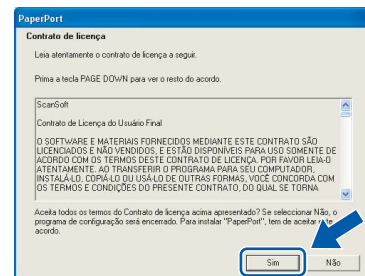 PaperPort
Contrato de licença
Leia atentamente o contrato de licença a seguir.
Prima a tecla PAGE DOWN para ver o resto do acordo.
ScanSoft
Contrato de Licença do Usuário Final
O SOFTWARE E MATERIAIS FORNECIDOS MEDIANTE ESTE CONTRATO SÃO
LICENCIADOS E NÃO VENDIDOS, E ESTÃO DISPONÍVEIS PARA USO SOMENTE DE
ACORDO COM OS TERMOS DESTE CONTRATO DE LICENÇA. POR FAVOR LEIA-O
ATENTAMENTE. AO TRANSFERIR O PROGRAMA PARA SEU COMPUTADOR,
INSTALÁ-LO, COPIÁ-LO OU USÁ-LO DE OUTRAS FORMAS, VOCÊ CONCORDA COM
OS TERMOS E CONDIÇÕES DO PRESENTE CONTRATO, DO QUAL SE TORNA
Aceita todos os termos do Contrato de licença acima apresentado? Se seleccionar Não, o
programa de configuração será encerrado. Para instalar "PaperPort", tem de aceitar este
acordo.
Sim
Não